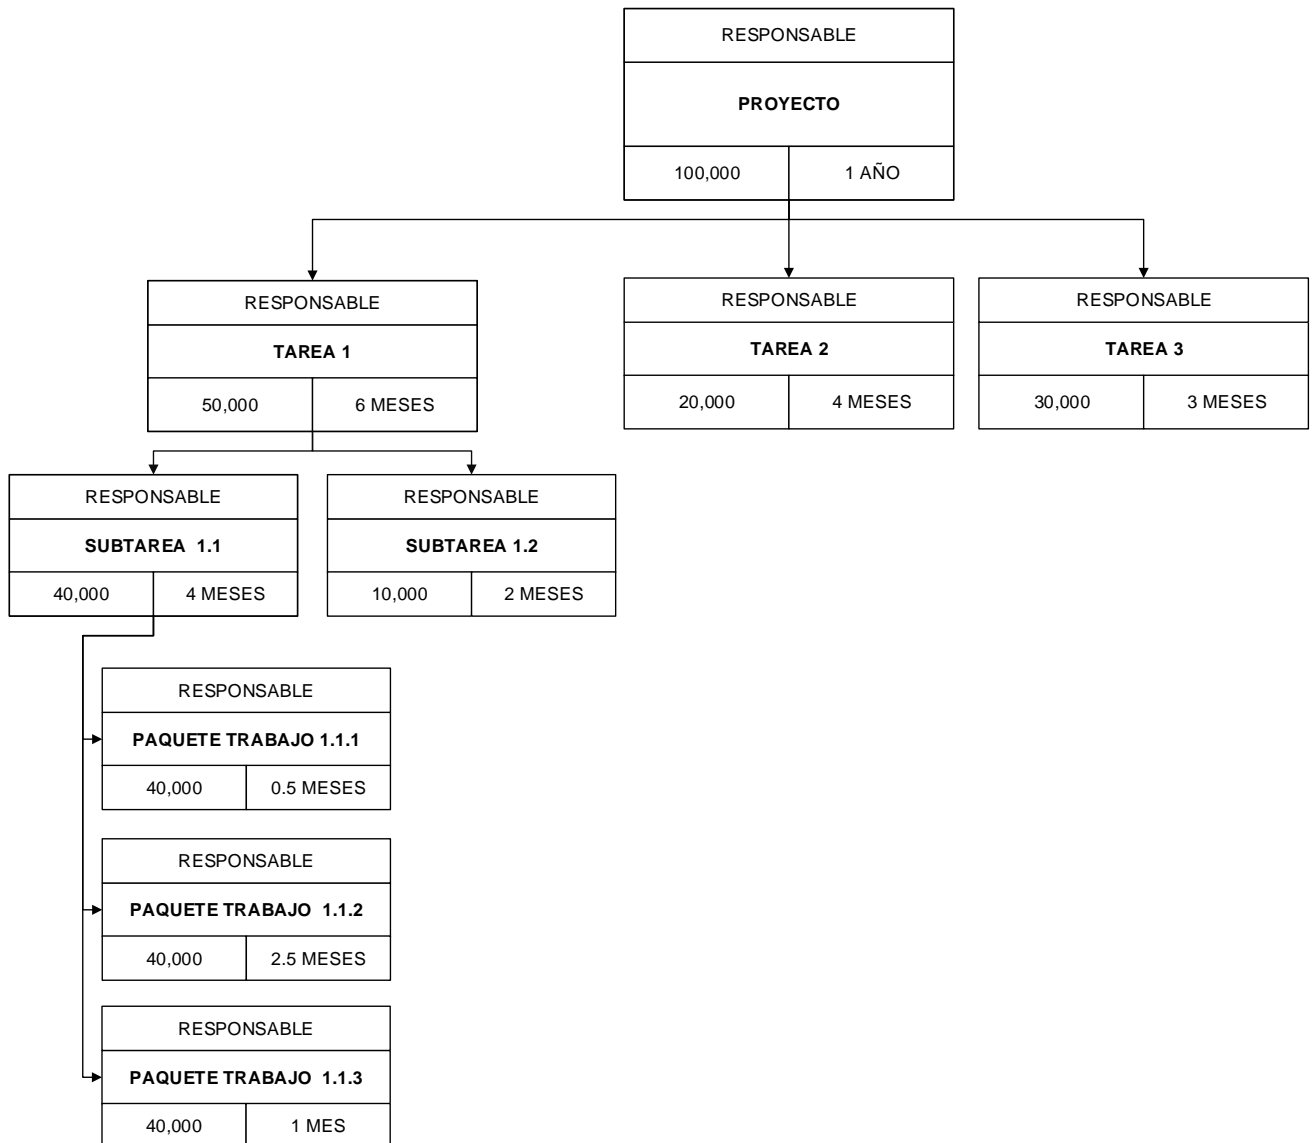 RESPONSABLE
PROYECTO
100,000 1 AÑO
RESPONSABLE
TAREA 1
50,000 6 MESES
RESPONSABLE
TAREA 2
20,000 4 MESES
RESPONSABLE
TAREA 3
30,000 3 MESES
RESPONSABLE
SUBTAREA 1.1
40,000 4 MESES
RESPONSABLE
SUBTAREA 1.2
10,000 2 MESES
RESPONSABLE
PAQUETE TRABAJO 1.1.1
40,000 0.5 MESES
RESPONSABLE
PAQUETE TRABAJO 1.1.2
40,000 2.5 MESES
RESPONSABLE
PAQUETE TRABAJO 1.1.3
40,000 1 MES